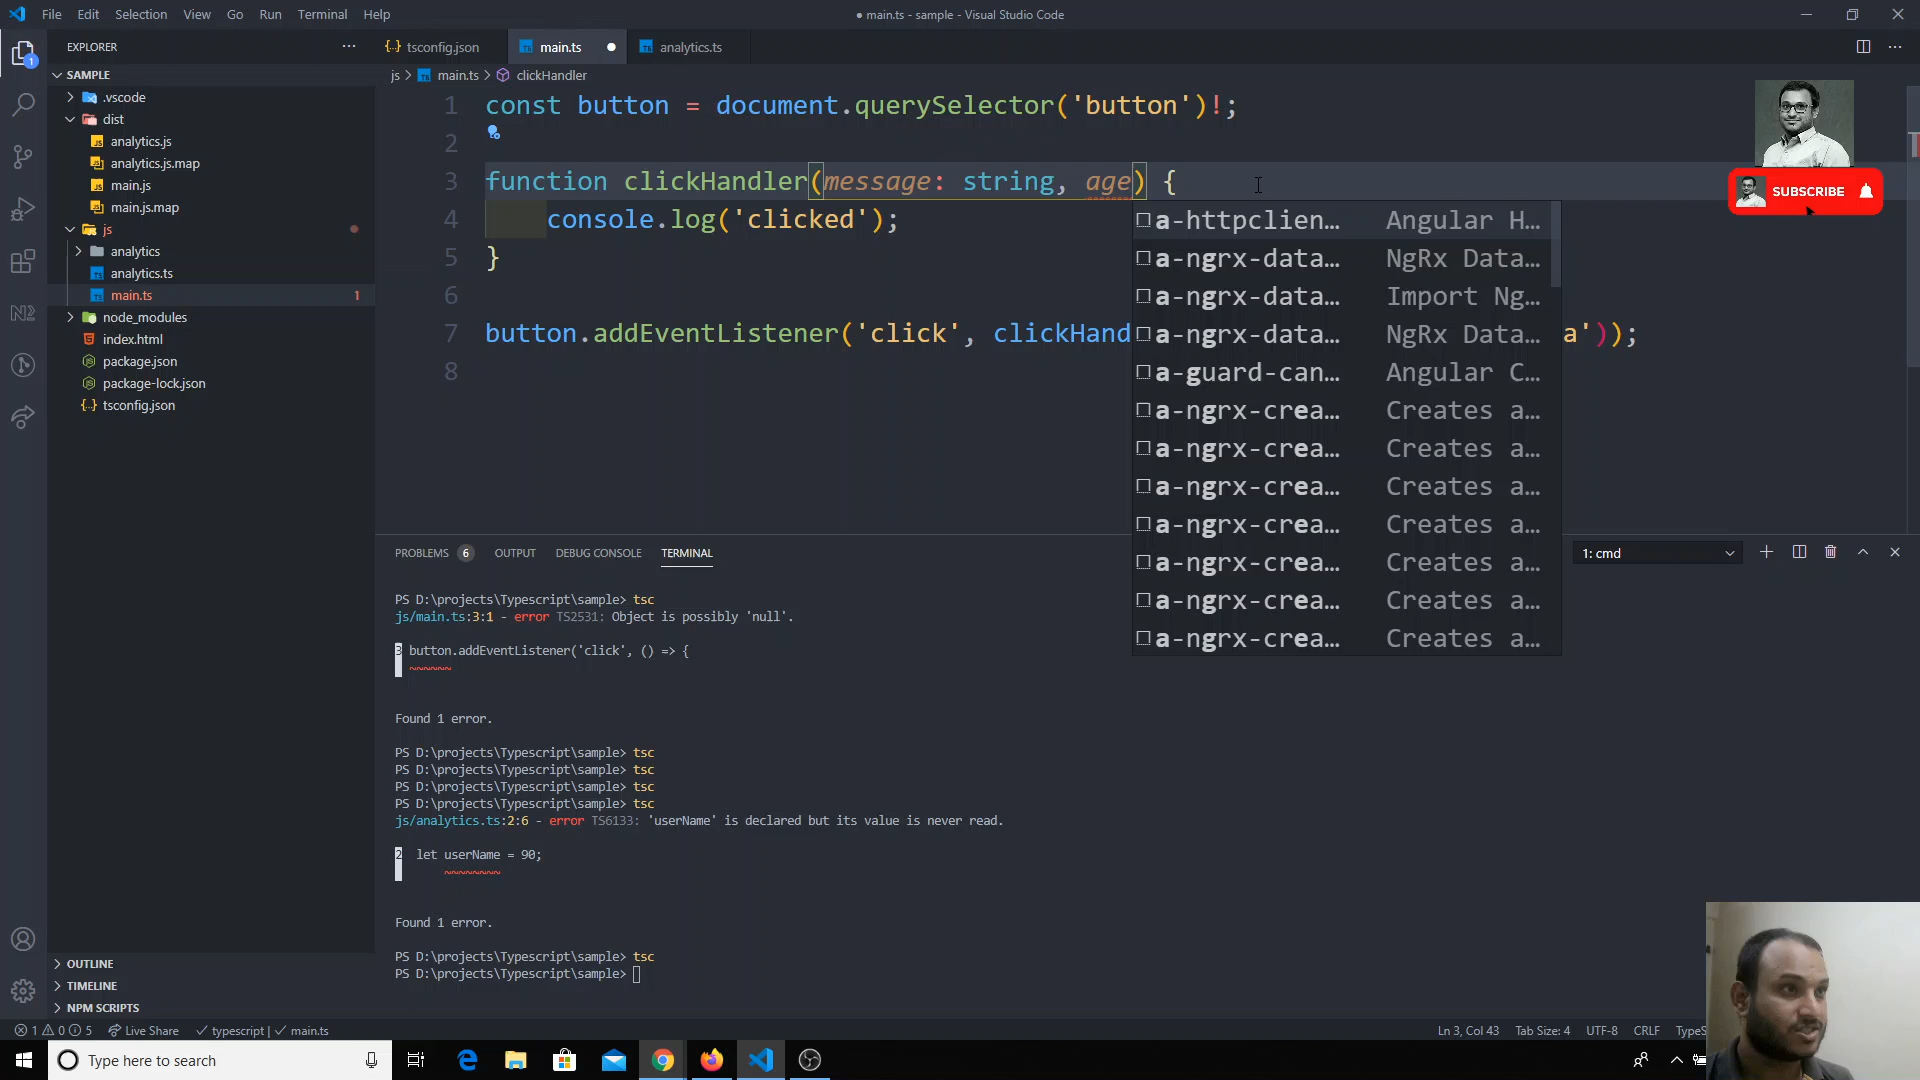 File Edit Selection View Go Run Terminal Help
● main.ts - sample - Visual Studio Code
EXPLORER
tsconfig.json
main.ts
analytics.ts
SAMPLE
.vscode
dist
analytics.js
analytics.js.map
main.js
main.js.map
js
analytics
analytics.ts
main.ts 1
node_modules
index.html
package.json
package-lock.json
tsconfig.json
OUTLINE
TIMELINE
NPM SCRIPTS
js > main.ts > clickHandler
1 const button = document.querySelector('button')!;
2
3 function clickHandler(message: string, age) {
4 console.log('clicked');
5 }
6
7 button.addEventListener('click', clickHand a'));
8
a-httpclien… Angular H…
a-ngrx-data… NgRx Data…
a-ngrx-data… Import Ng…
a-ngrx-data… NgRx Data…
a-guard-can… Angular C…
a-ngrx-crea… Creates a…
a-ngrx-crea… Creates a…
a-ngrx-crea… Creates a…
a-ngrx-crea… Creates a…
a-ngrx-crea… Creates a…
a-ngrx-crea… Creates a…
a-ngrx-crea… Creates a…
SUBSCRIBE
PROBLEMS 6 OUTPUT DEBUG CONSOLE TERMINAL
1: cmd
PS D:\projects\Typescript\sample> tsc
js/main.ts:3:1 - error TS2531: Object is possibly 'null'.
3 button.addEventListener('click', () => {
~~~~~~
Found 1 error.
PS D:\projects\Typescript\sample> tsc
PS D:\projects\Typescript\sample> tsc
PS D:\projects\Typescript\sample> tsc
PS D:\projects\Typescript\sample> tsc
js/analytics.ts:2:6 - error TS6133: 'userName' is declared but its value is never read.
2 let userName = 90;
~~~~~~~~
Found 1 error.
PS D:\projects\Typescript\sample> tsc
PS D:\projects\Typescript\sample>
1 0 5 Live Share typescript | main.ts
Ln 3, Col 43 Tab Size: 4 UTF-8 CRLF TypeS
Type here to search